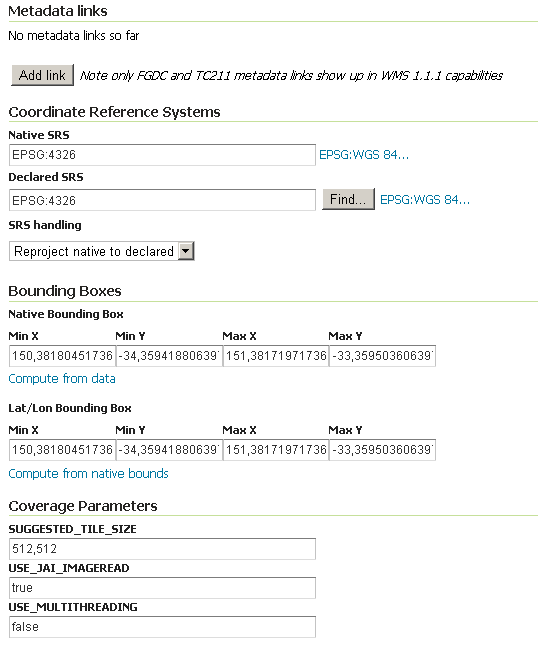 Metadata links
No metadata links so far
Add link Note only FGDC and TC211 metadata links show up in WMS 1.1.1 capabilities
Coordinate Reference Systems
Native SRS
EPSG:4326 EPSG:WGS 84...
Declared SRS
EPSG:4326 Find... EPSG:WGS 84...
SRS handling
Reproject native to declared
Bounding Boxes
Native Bounding Box
Min X Min Y Max X Max Y
150,38180451736 -34,35941880639 151,38171971736 -33,35950360639
Compute from data
Lat/Lon Bounding Box
Min X Min Y Max X Max Y
150,38180451736 -34,35941880639 151,38171971736 -33,35950360639
Compute from native bounds
Coverage Parameters
SUGGESTED_TILE_SIZE
512,512
USE_JAI_IMAGEREAD
true
USE_MULTITHREADING
false